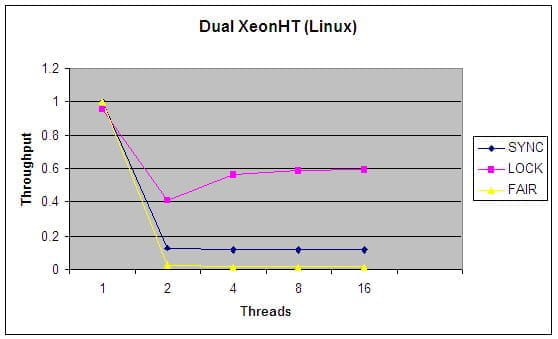 Dual XeonHT (Linux)
1.2
1
0.8
0.6
0.4
0.2
0
Throughput
1 2 4 8 16
Threads
SYNC
LOCK
FAIR